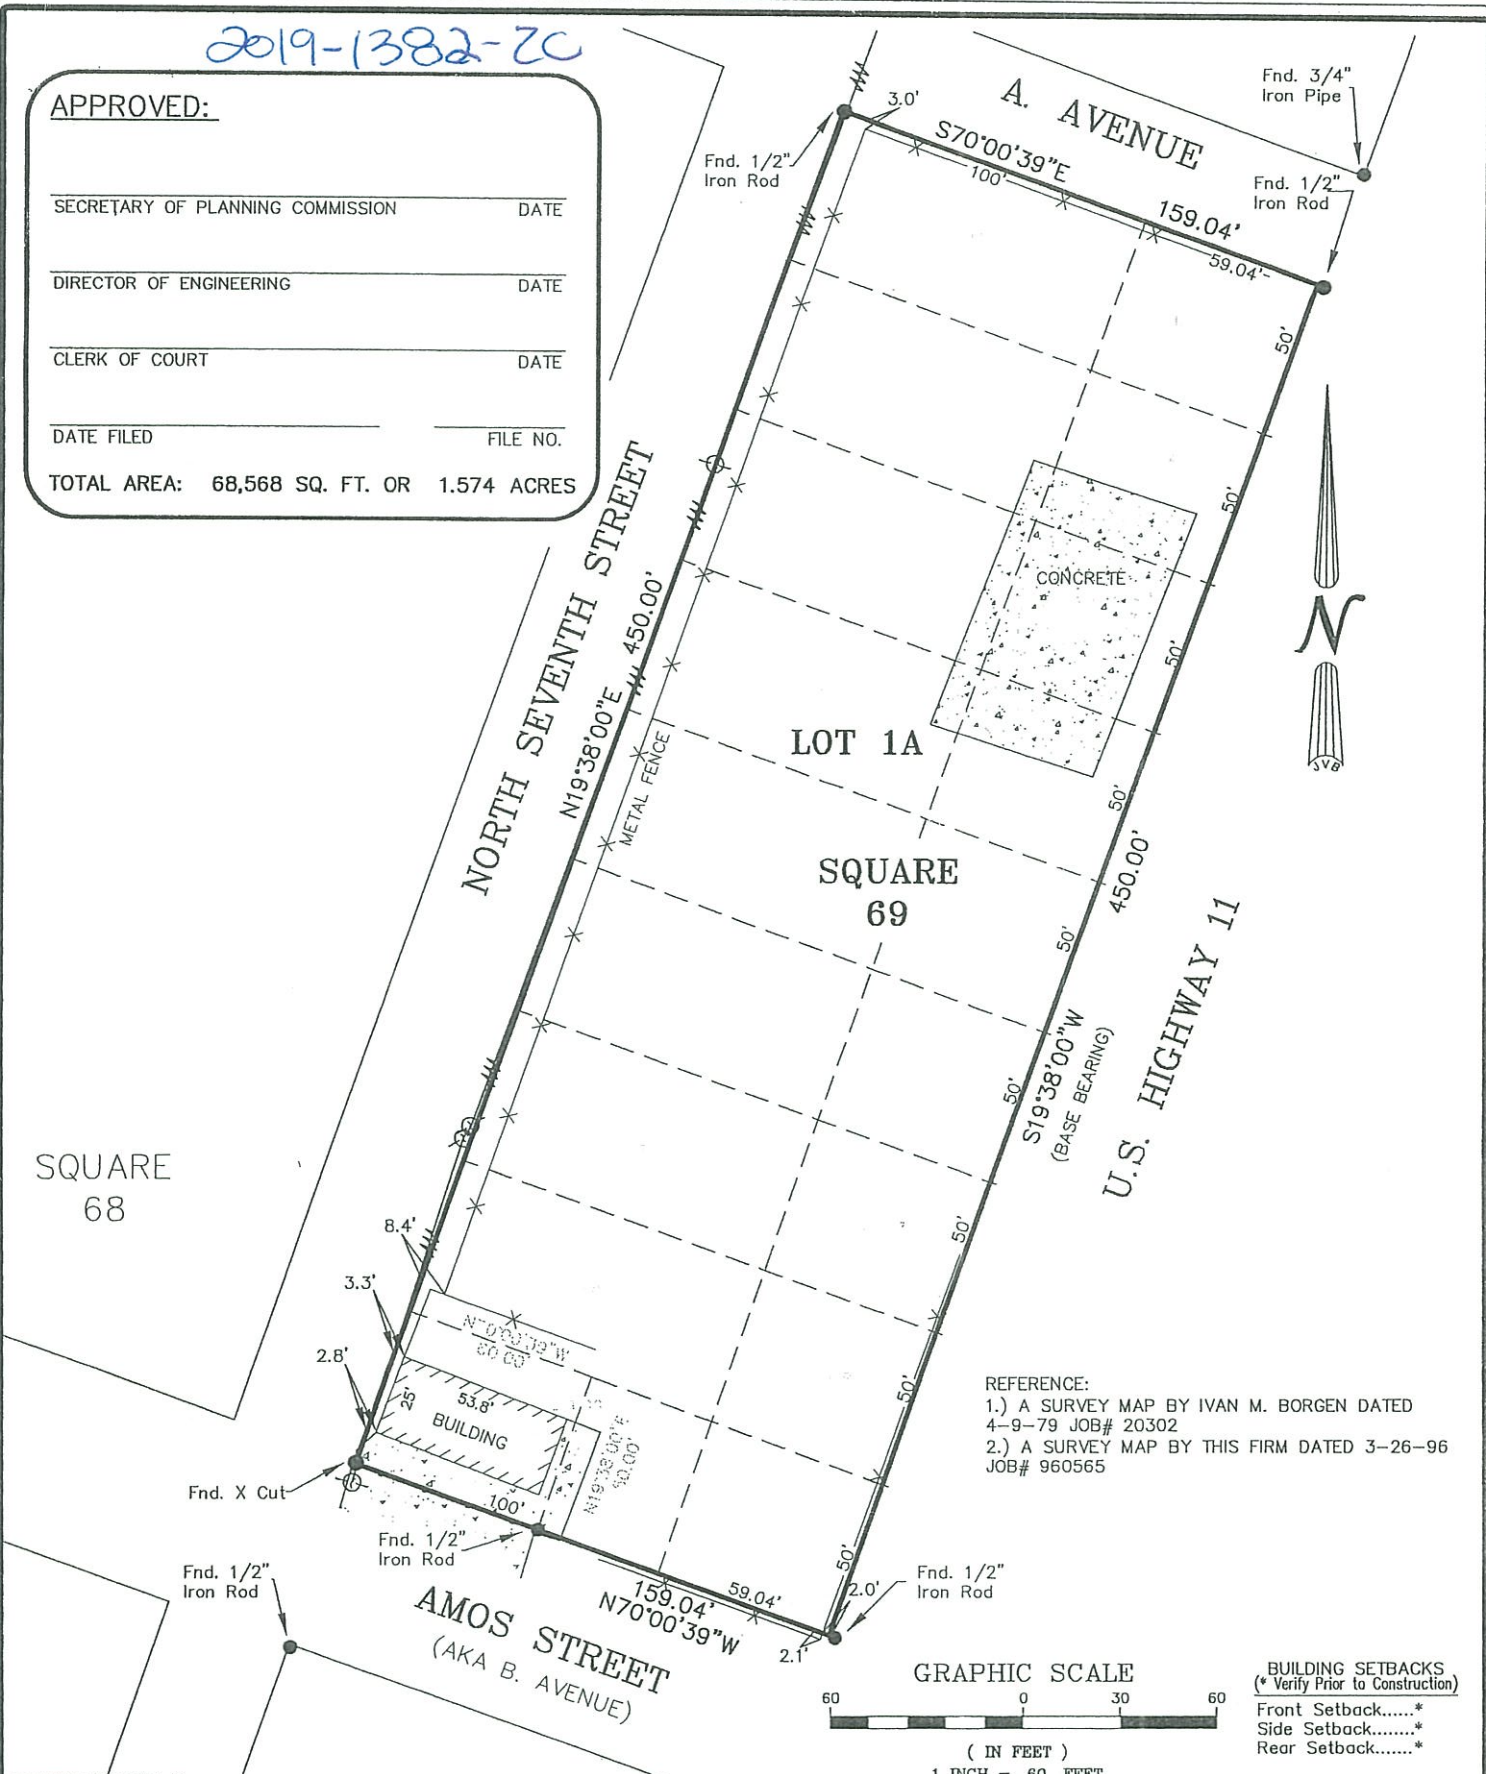 2019-1382-ZC
APPROVED:
SECRETARY OF PLANNING COMMISSION DATE
DIRECTOR OF ENGINEERING DATE
CLERK OF COURT DATE
DATE FILED FILE NO.
TOTAL AREA: 68,568 SQ. FT. OR 1.574 ACRES
A. AVENUE
Fnd. 3/4"
Iron Pipe
3.0'
Fnd. 1/2"
Iron Rod
S70°00'39"E
100'
159.04'
59.04'
Fnd. 1/2"
Iron Rod
50'
50'
50'
50'
50'
50'
50'
50'
50'
NORTH SEVENTH STREET
N19°38'00"E 450.00'
METAL FENCE
CONCRETE
N
JVB
LOT 1A
SQUARE
69
450.00'
S19°38'00"W
(BASE BEARING)
U.S. HIGHWAY 11
SQUARE
68
8.4'
3.3'
2.8'
25'
53.8'
BUILDING
N19°38'00"E
Fnd. X Cut
100'
Fnd. 1/2"
Iron Rod
Fnd. 1/2"
Iron Rod
AMOS STREET
(AKA B. AVENUE)
159.04'
59.04'
N70°00'39"W
2.0'
2.1'
Fnd. 1/2"
Iron Rod
REFERENCE:
1.) A SURVEY MAP BY IVAN M. BORGEN DATED
4-9-79 JOB# 20302
2.) A SURVEY MAP BY THIS FIRM DATED 3-26-96
JOB# 960565
GRAPHIC SCALE
60 0 30 60
( IN FEET )
1 INCH = 60 FEET
BUILDING SETBACKS
(* Verify Prior to Construction)
Front Setback......*
Side Setback........*
Rear Setback.......*